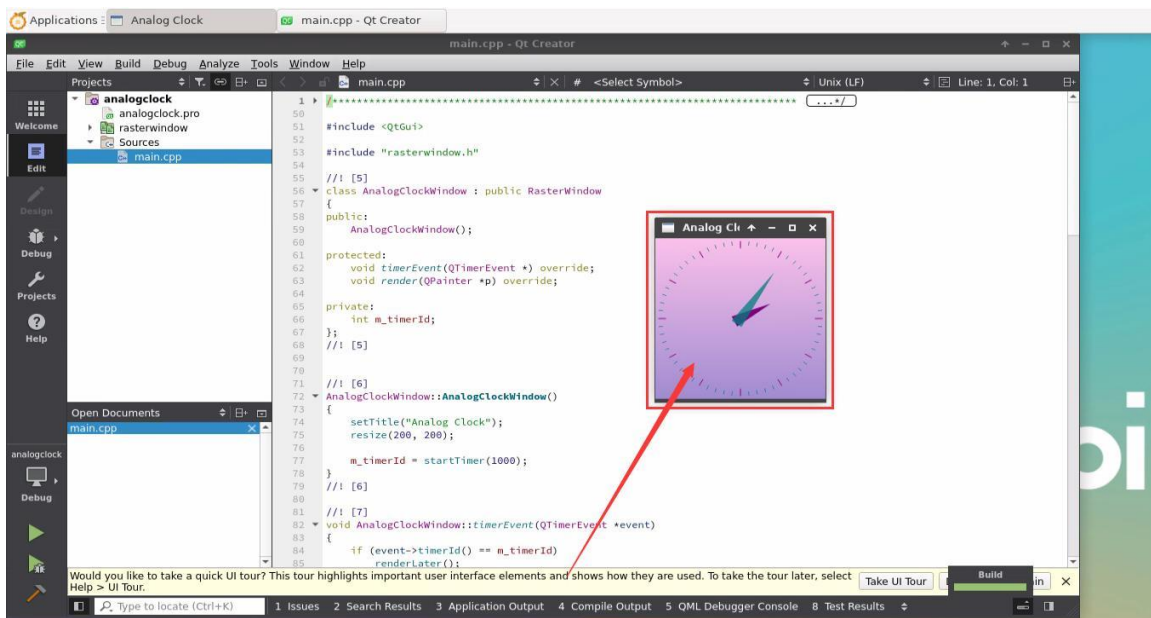 Applications Analog Clock main.cpp - Qt Creator
main.cpp - Qt Creator
File Edit View Build Debug Analyze Tools Window Help
Projects main.cpp # <Select Symbol> Unix (LF) Line: 1, Col: 1
Welcome
Edit
Design
Debug
Projects
Help
analogclock
analogclock.pro
rasterwindow
Sources
main.cpp
Open Documents
main.cpp
analogclock
Debug
50
51 #include <QtGui>
52
53 #include "rasterwindow.h"
54
55 //! [5]
56 class AnalogClockWindow : public RasterWindow
57 {
58 public:
59 AnalogClockWindow();
60
61 protected:
62 void timerEvent(QTimerEvent *) override;
63 void render(QPainter *p) override;
64
65 private:
66 int m_timerId;
67 };
68 //! [5]
69
70
71 //! [6]
72 AnalogClockWindow::AnalogClockWindow()
73 {
74 setTitle("Analog Clock");
75 resize(200, 200);
76
77 m_timerId = startTimer(1000);
78 }
79 //! [6]
80
81 //! [7]
82 void AnalogClockWindow::timerEvent(QTimerEvent *event)
83 {
84 if (event->timerId() == m_timerId)
85 renderLater();
Analog Cl
Would you like to take a quick UI tour? This tour highlights important user interface elements and shows how they are used. To take the tour later, select
Help > UI Tour.
Take UI Tour
Build
in
Type to locate (Ctrl+K) 1 Issues 2 Search Results 3 Application Output 4 Compile Output 5 QML Debugger Console 8 Test Results
pi